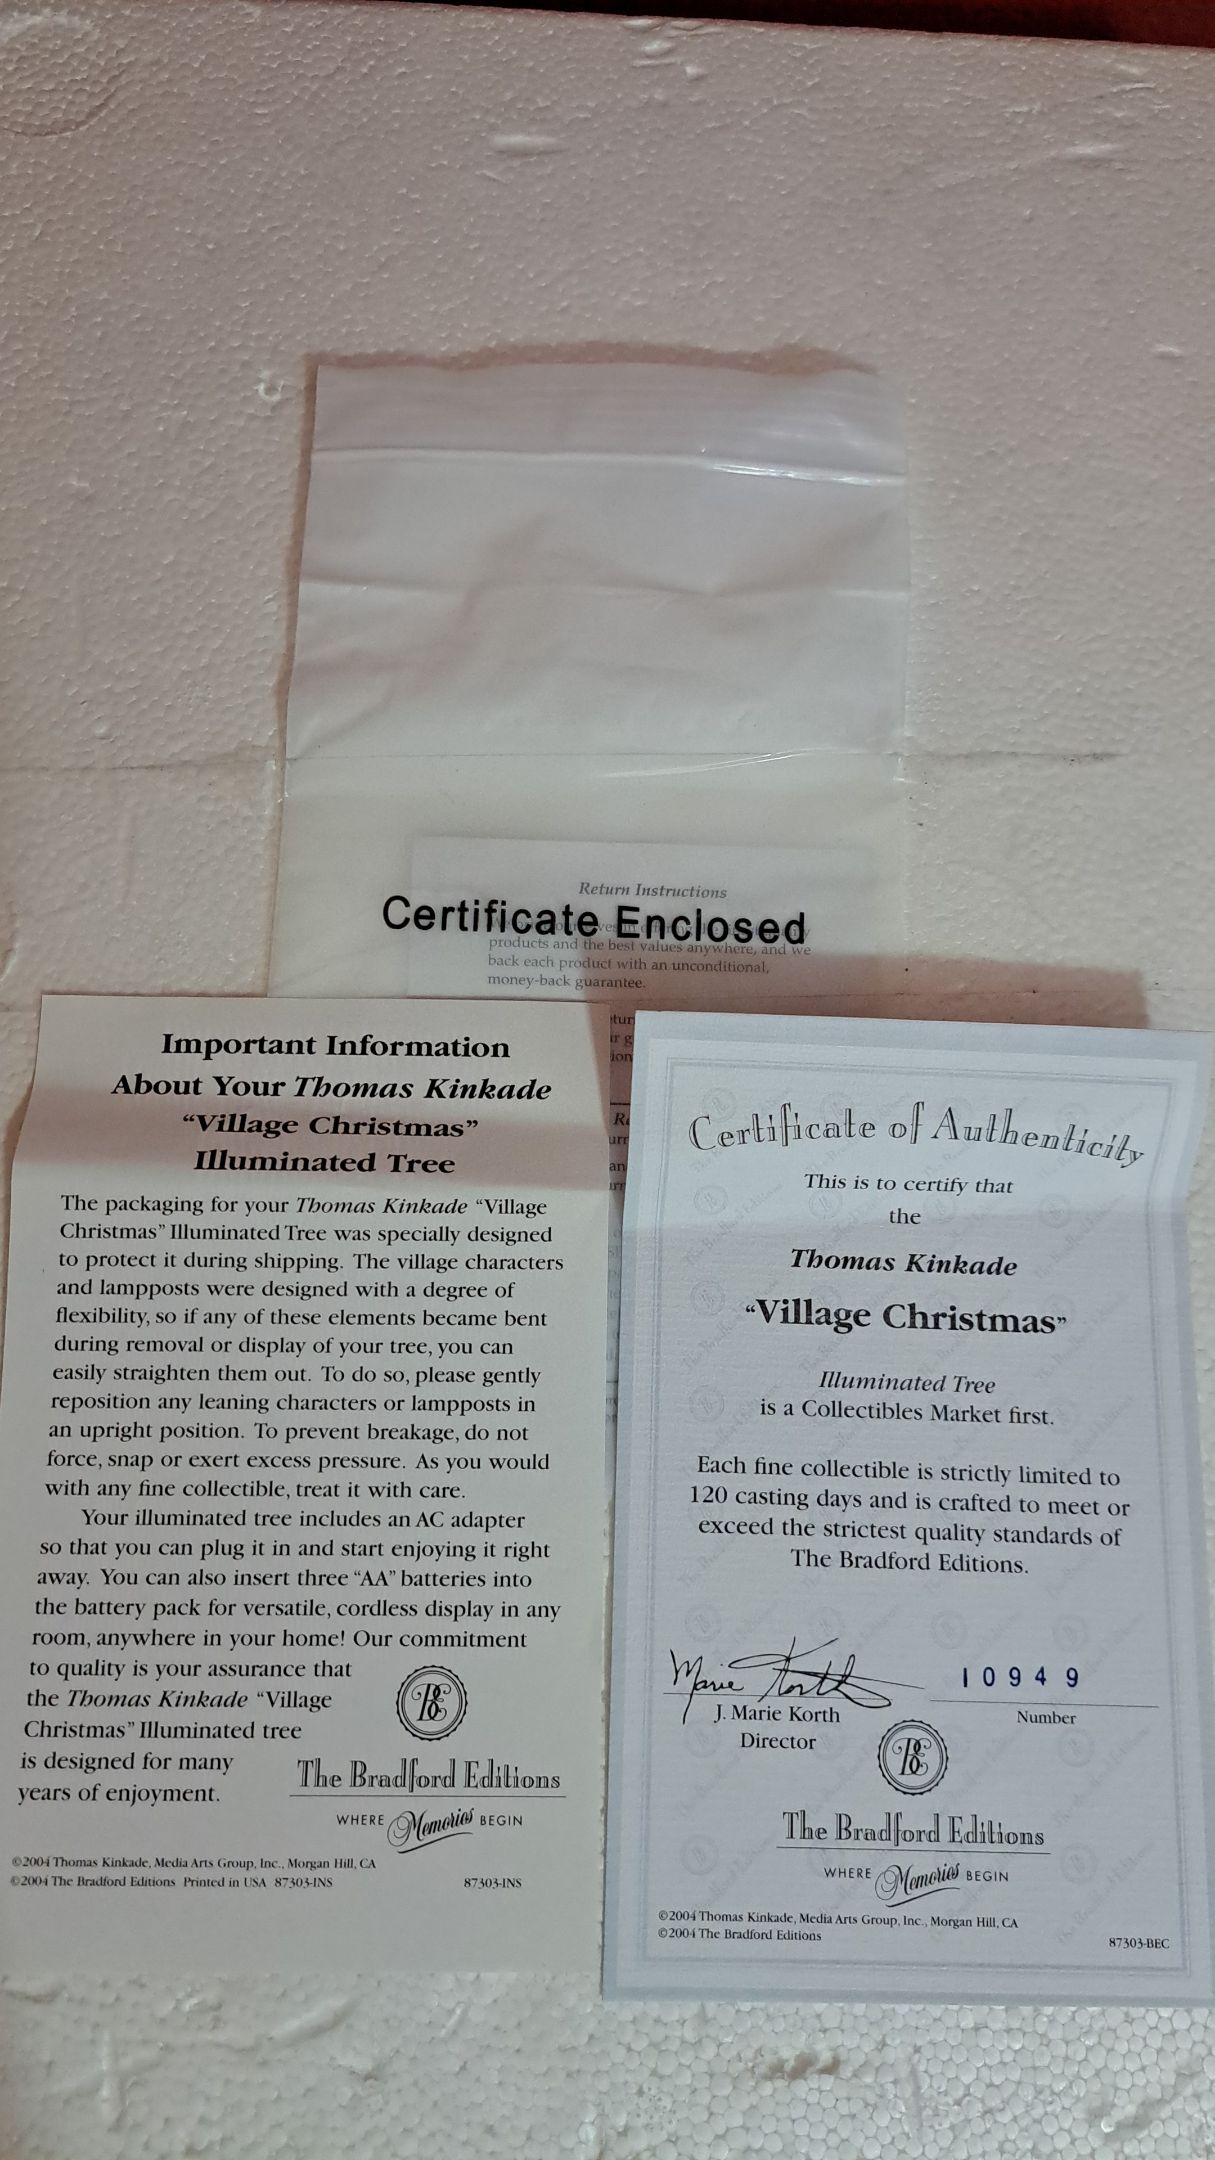 Return Instructions
Certificate Enclosed
products and the best values anywhere, and we
back each product with an unconditional,
money-back guarantee.
Important Information
About Your Thomas Kinkade
“Village Christmas”
Illuminated Tree
The packaging for your Thomas Kinkade “Village
Christmas” Illuminated Tree was specially designed
to protect it during shipping. The village characters
and lampposts were designed with a degree of
flexibility, so if any of these elements became bent
during removal or display of your tree, you can
easily straighten them out. To do so, please gently
reposition any leaning characters or lampposts in
an upright position. To prevent breakage, do not
force, snap or exert excess pressure. As you would
with any fine collectible, treat it with care.
Your illuminated tree includes an AC adapter
so that you can plug it in and start enjoying it right
away. You can also insert three “AA” batteries into
the battery pack for versatile, cordless display in any
room, anywhere in your home! Our commitment
to quality is your assurance that
the Thomas Kinkade “Village
Christmas” Illuminated tree
is designed for many
years of enjoyment.
BE
The Bradford Editions
WHERE Memories BEGIN
©2004 Thomas Kinkade, Media Arts Group, Inc., Morgan Hill, CA
©2004 The Bradford Editions Printed in USA 87303-INS
87303-INS
Certificate of Authenticity
This is to certify that
the
Thomas Kinkade
“Village Christmas”
Illuminated Tree
is a Collectibles Market first.
Each fine collectible is strictly limited to
120 casting days and is crafted to meet or
exceed the strictest quality standards of
The Bradford Editions.
Marie Korth
10949
J. Marie Korth
Number
Director
BE
The Bradford Editions
WHERE Memories BEGIN
©2004 Thomas Kinkade, Media Arts Group, Inc., Morgan Hill, CA
©2004 The Bradford Editions
87303-BEC